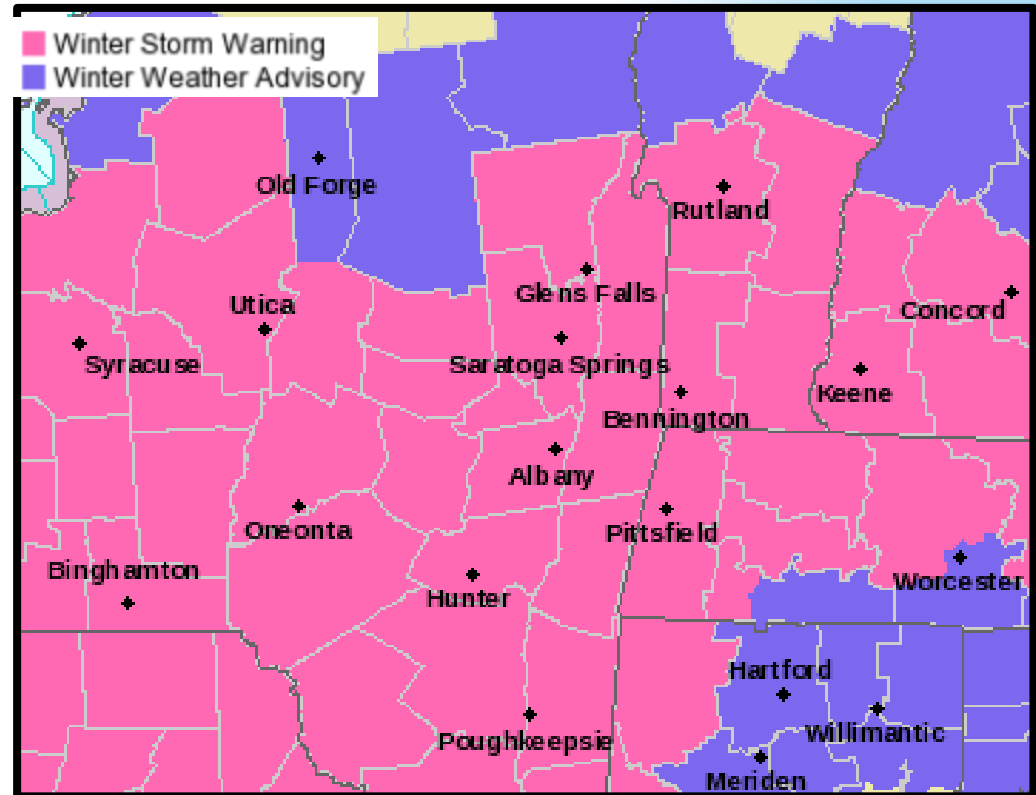 Winter Storm Warning
Winter Weather Advisory
Old Forge
Rutland
Glens Falls
Utica
Concord
Syracuse
Saratoga Springs
Keene
Bennington
Albany
Oneonta
Pittsfield
Binghamton
Worcester
Hunter
Hartford
Willimantic
Poughkeepsie
Meriden